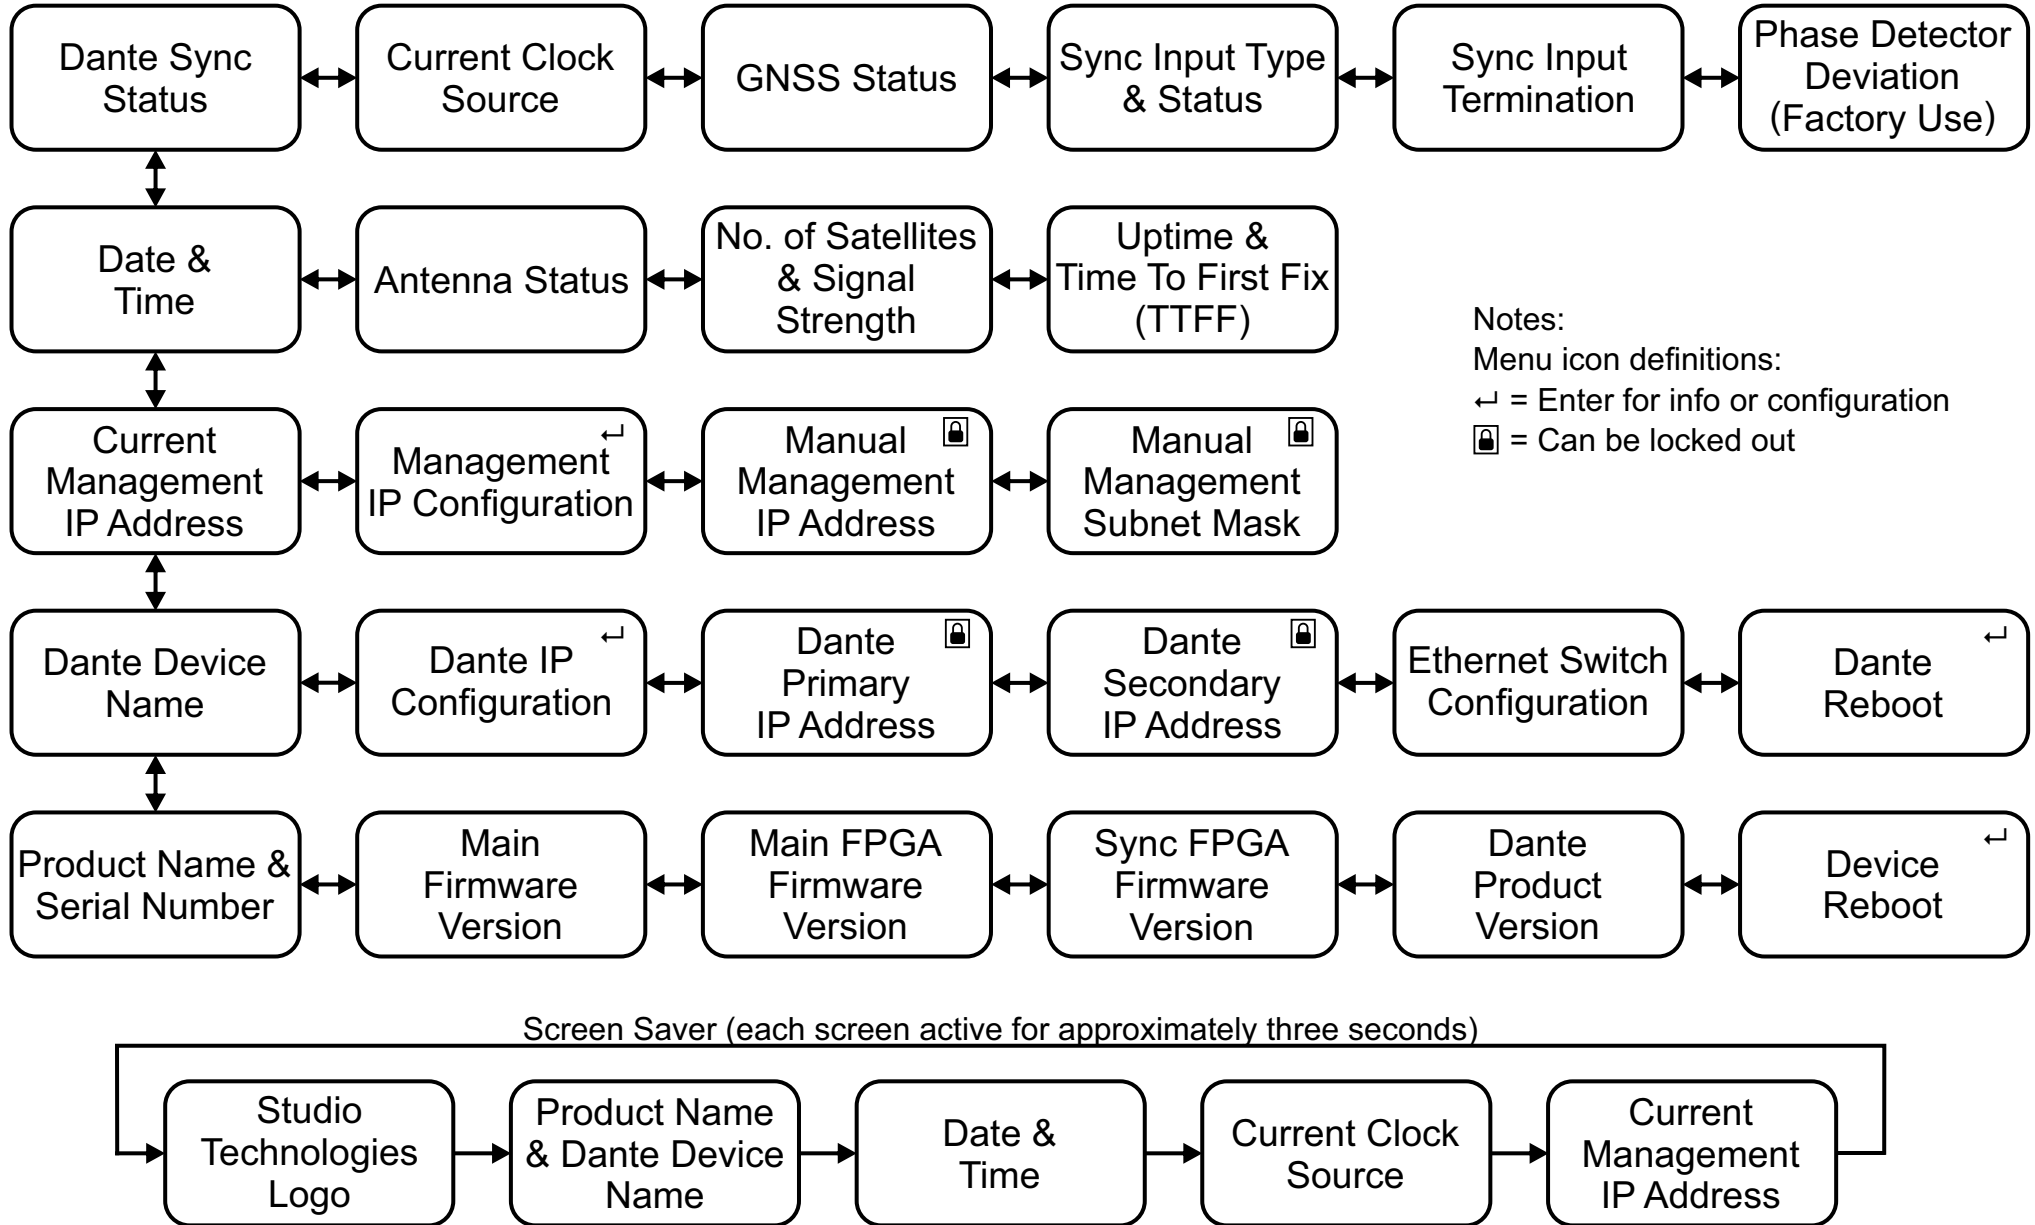 Dante Sync
Status
Current Clock
Source
GNSS Status
Sync Input Type
& Status
Sync Input
Termination
Phase Detector
Deviation
(Factory Use)
Date &
Time
Antenna Status
No. of Satellites
& Signal
Strength
Uptime &
Time To First Fix
(TTFF)
Notes:
Menu icon definitions:
↵ = Enter for info or configuration
🔒 = Can be locked out
Current
Management
IP Address
↵
Management
IP Configuration
🔒
Manual
Management
IP Address
🔒
Manual
Management
Subnet Mask
Dante Device
Name
↵
Dante IP
Configuration
🔒
Dante
Primary
IP Address
🔒
Dante
Secondary
IP Address
Ethernet Switch
Configuration
↵
Dante
Reboot
Product Name &
Serial Number
Main
Firmware
Version
Main FPGA
Firmware
Version
Sync FPGA
Firmware
Version
Dante
Product
Version
↵
Device
Reboot
Screen Saver (each screen active for approximately three seconds)
Studio
Technologies
Logo
Product Name
& Dante Device
Name
Date &
Time
Current Clock
Source
Current
Management
IP Address